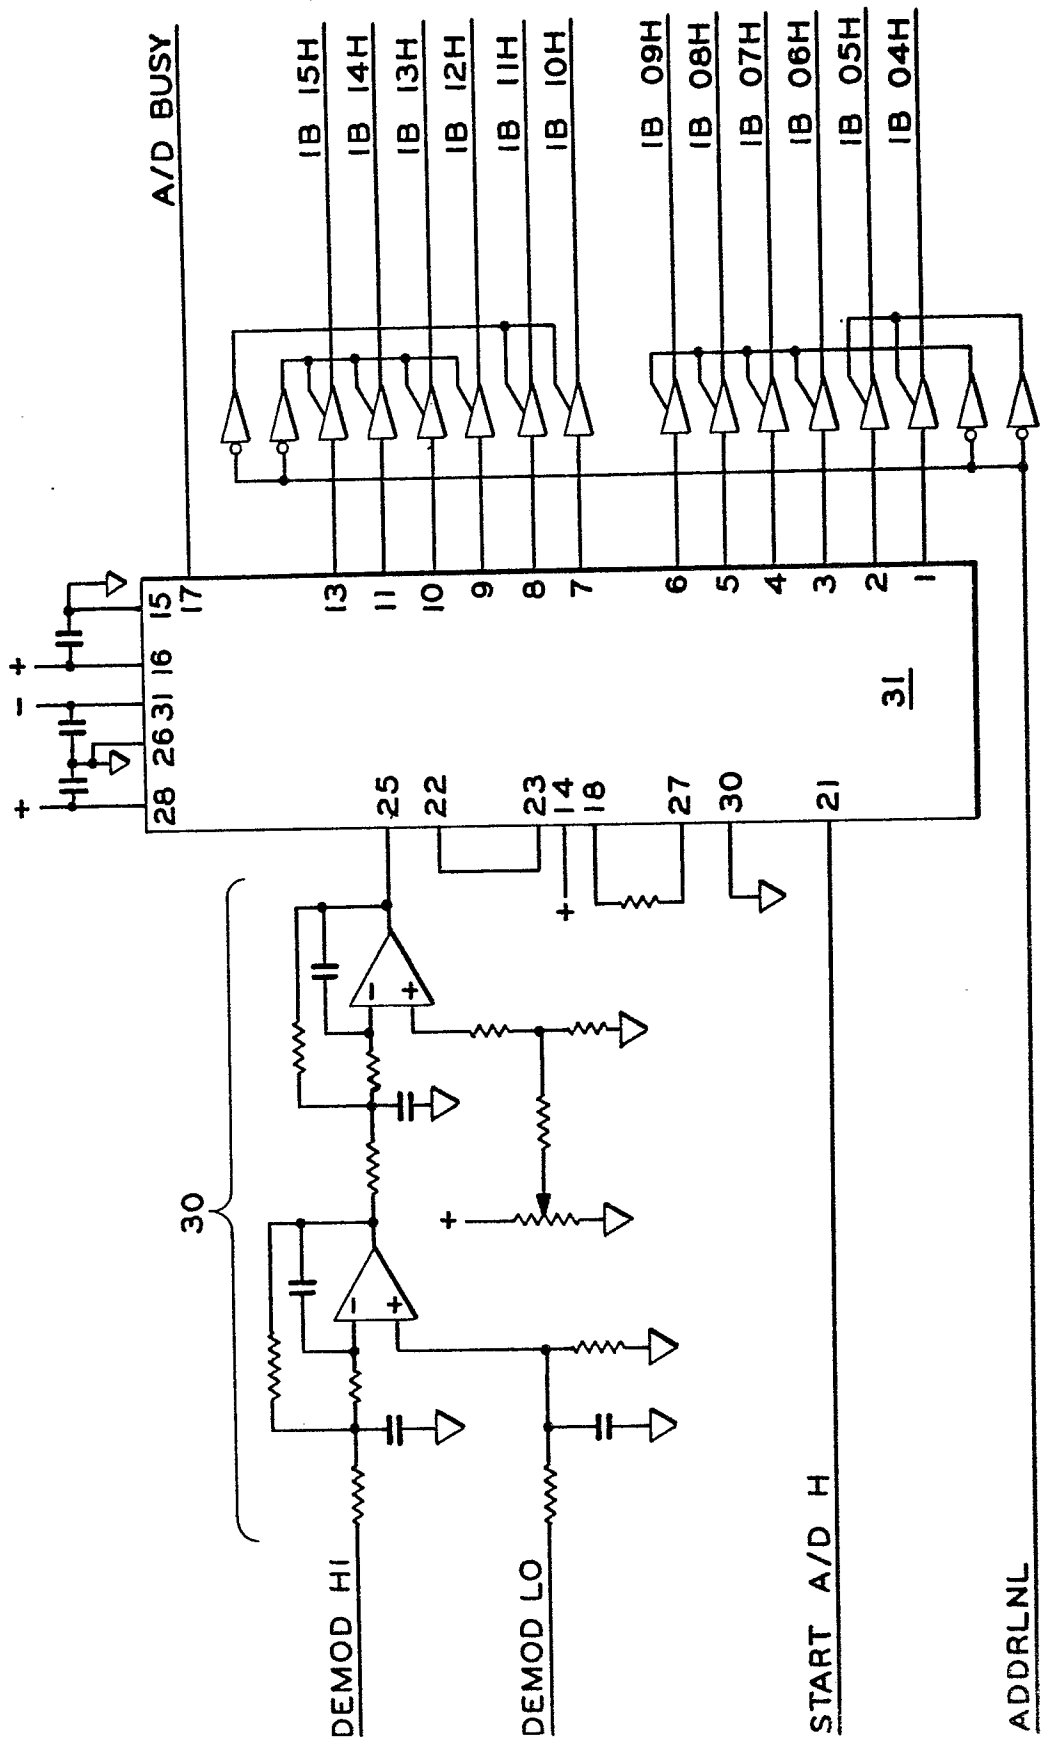 A/D BUSY
IB 15H
IB 14H
IB 13H
IB 12H
IB 11H
IB 10H
IB 09H
IB 08H
IB 07H
IB 06H
IB 05H
IB 04H
+
-
+
28
26
31
16
15
17
13
11
10
9
8
7
6
5
4
3
2
1
31
25
22
23
14
18
27
30
21
+
30
-
+
+
-
+
DEMOD HI
DEMOD LO
START A/D H
ADDRLNL